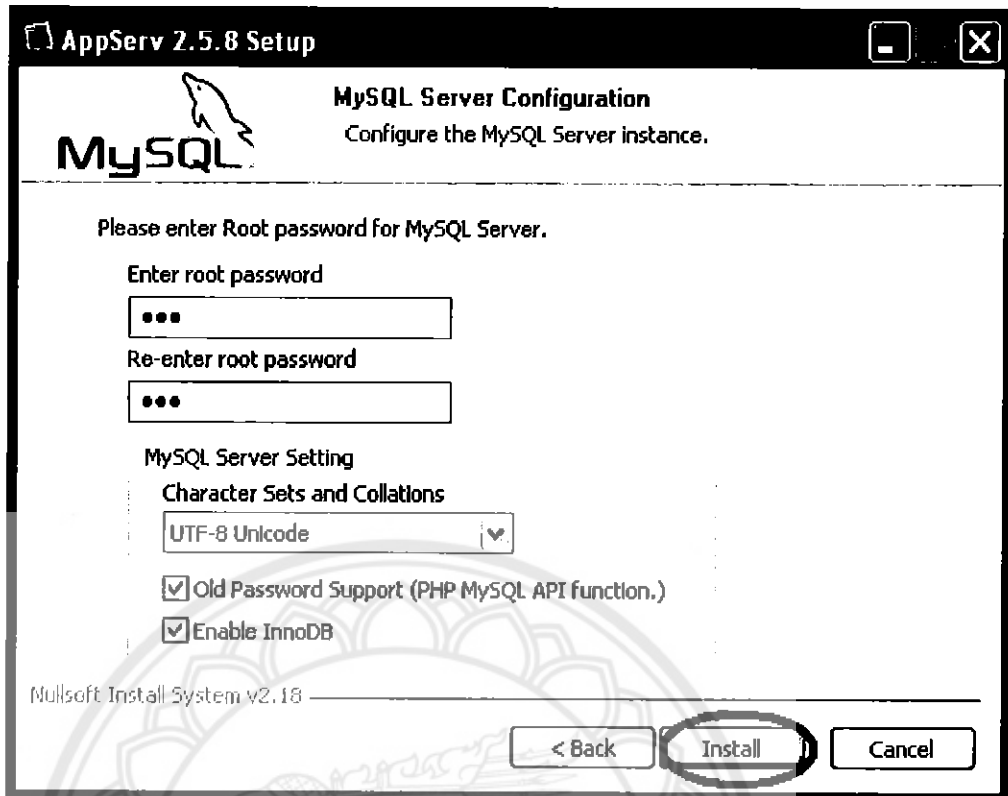 AppServ 2.5.8 Setup
MySQL
MySQL Server Configuration
Configure the MySQL Server instance.
Please enter Root password for MySQL Server.
Enter root password
•••
Re-enter root password
•••
MySQL Server Setting
Character Sets and Collations
UTF-8 Unicode
Old Password Support (PHP MySQL API function.)
Enable InnoDB
Nullsoft Install System v2.18
< Back
Install
Cancel